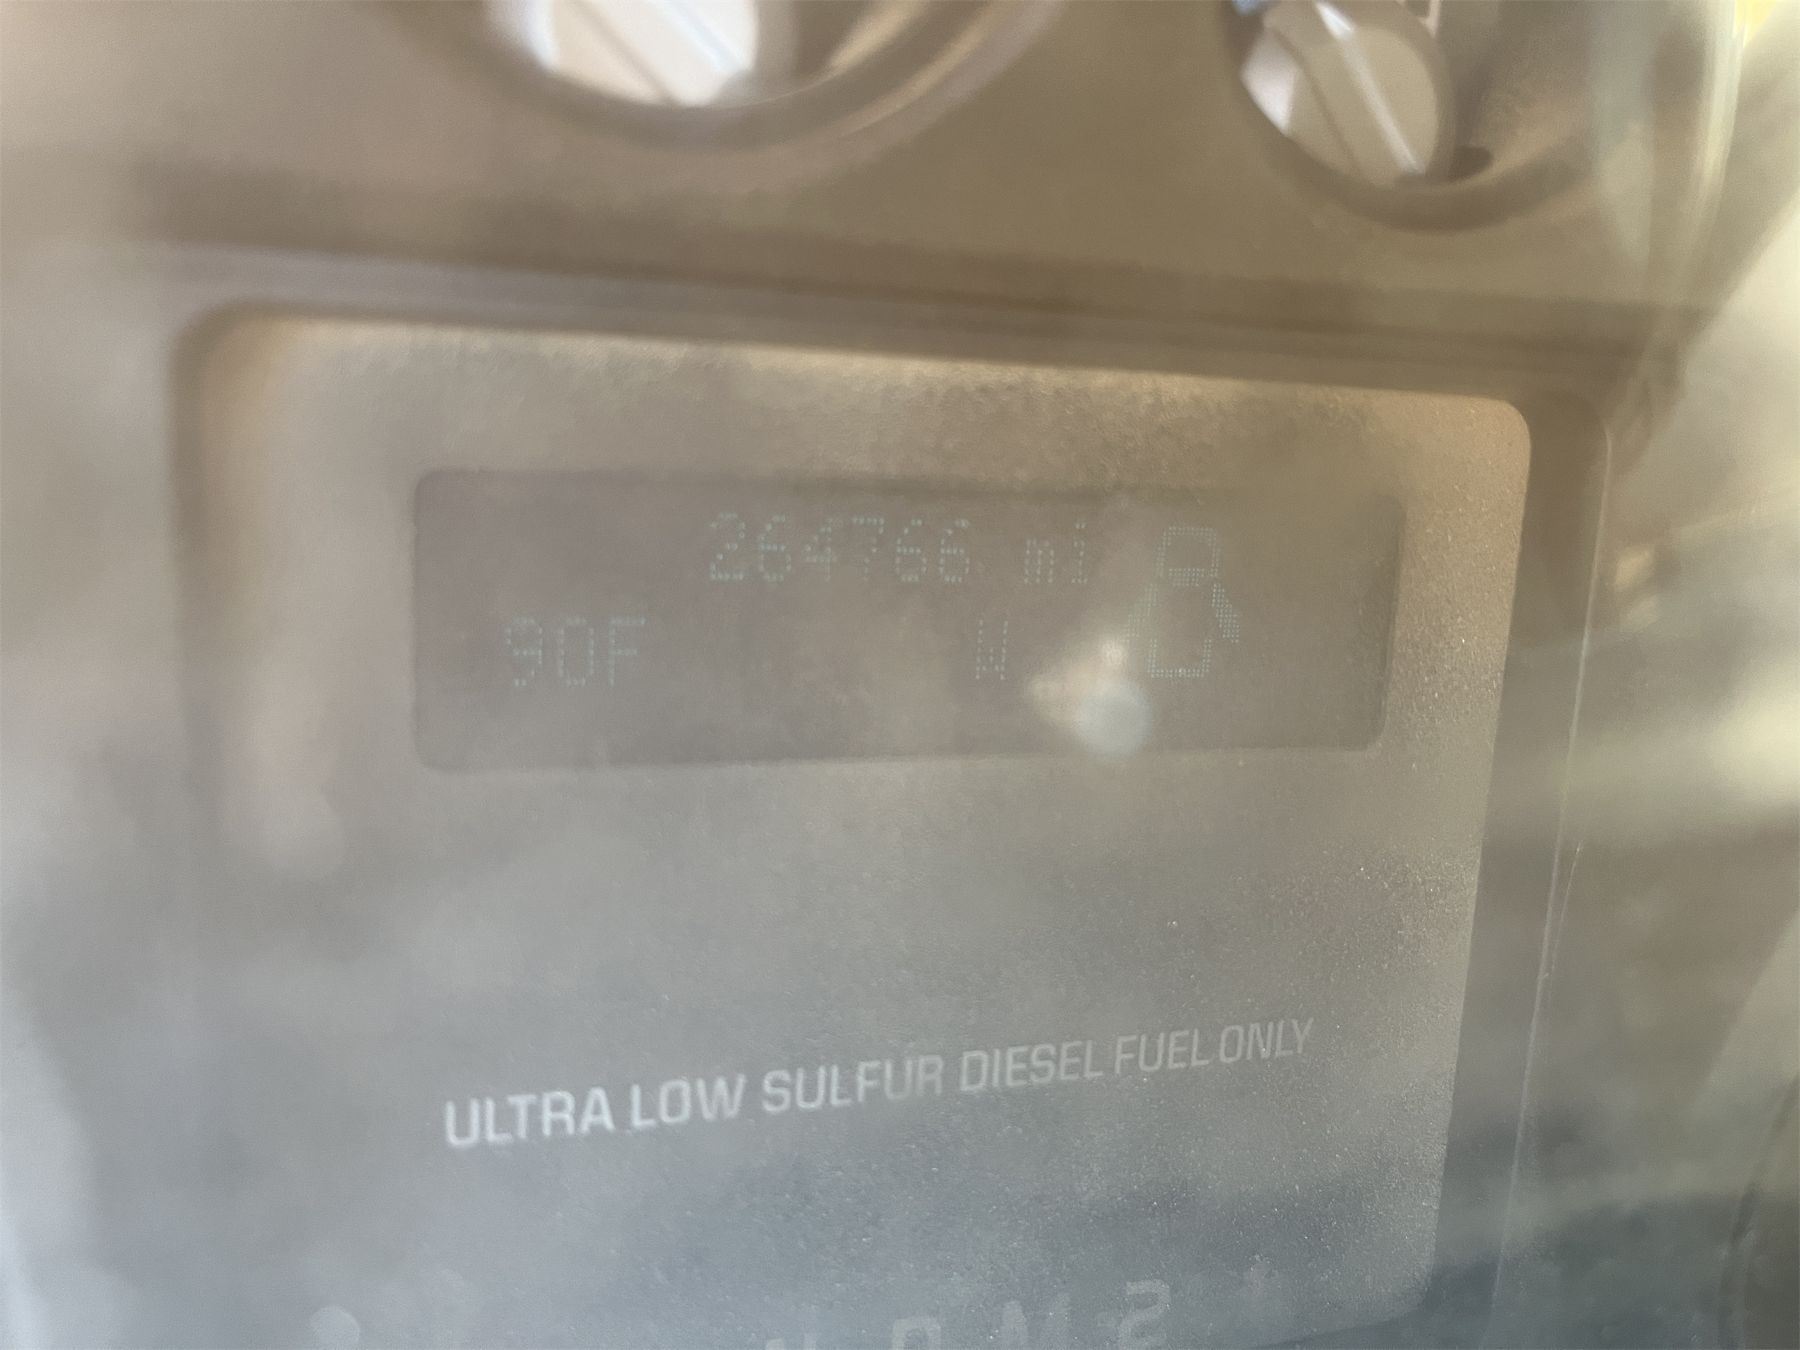 264766 mi
90F W
ULTRA LOW SULFUR DIESEL FUEL ONLY